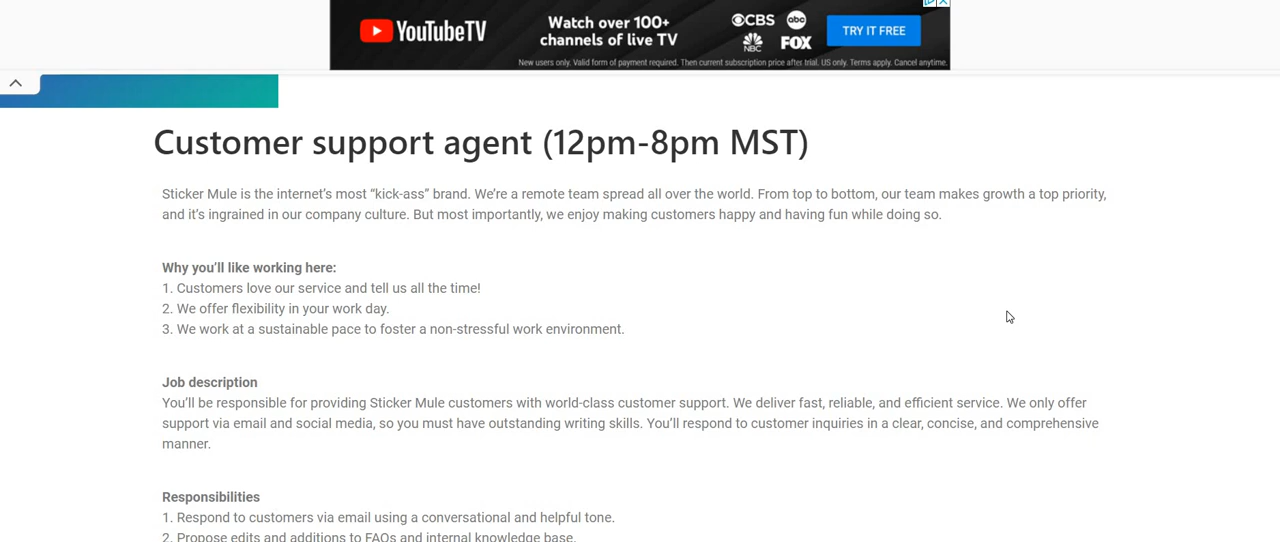 YouTubeTV
Watch over 100+
channels of live TV
CBS
abc
NBC
FOX
TRY IT FREE
New users only. Valid form of payment required. Then current subscription price after trial. US only. Terms apply. Cancel anytime.
Customer support agent (12pm-8pm MST)
Sticker Mule is the internet’s most “kick-ass” brand. We’re a remote team spread all over the world. From top to bottom, our team makes growth a top priority,
and it’s ingrained in our company culture. But most importantly, we enjoy making customers happy and having fun while doing so.
Why you’ll like working here:
1. Customers love our service and tell us all the time!
2. We offer flexibility in your work day.
3. We work at a sustainable pace to foster a non-stressful work environment.
Job description
You’ll be responsible for providing Sticker Mule customers with world-class customer support. We deliver fast, reliable, and efficient service. We only offer
support via email and social media, so you must have outstanding writing skills. You’ll respond to customer inquiries in a clear, concise, and comprehensive
manner.
Responsibilities
1. Respond to customers via email using a conversational and helpful tone.
2. Propose edits and additions to FAQs and internal knowledge base.